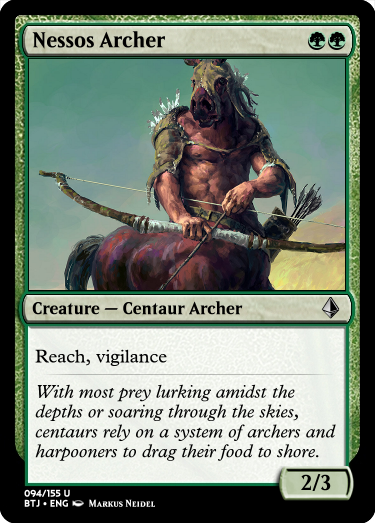 Nessos Archer
Creature — Centaur Archer
Reach, vigilance
With most prey lurking amidst the
depths or soaring through the skies,
centaurs rely on a system of archers and
harpooners to drag their food to shore.
2/3
094/155 U
BTJ • ENG Markus Neidel